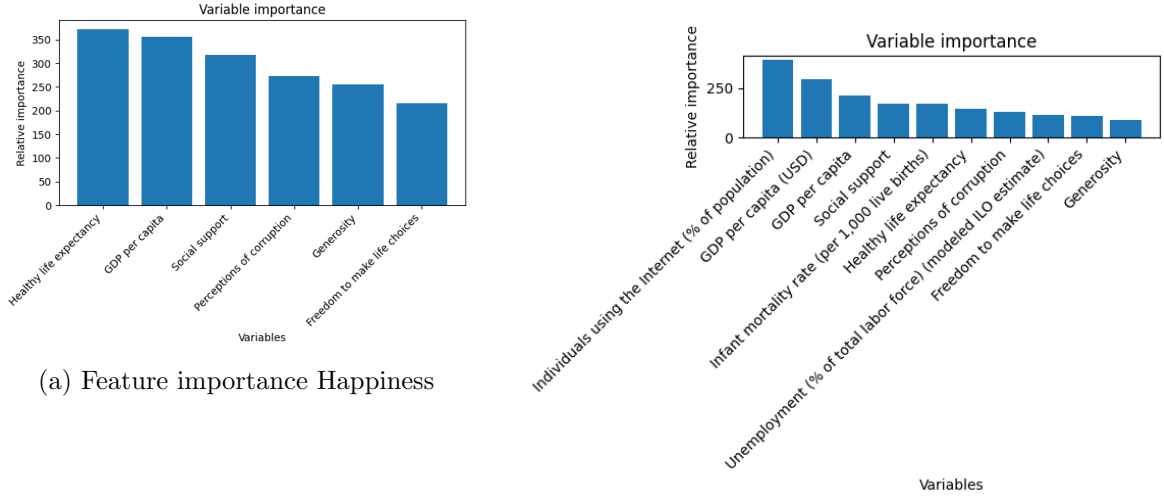 Variable importance
Relative importance
350
300
250
200
150
100
50
0
Healthy life expectancy
GDP per capita
Social support
Perceptions of corruption
Generosity
Freedom to make life choices
Variables
(a) Feature importance Happiness
Variable importance
Relative importance
250
0
Individuals using the Internet (% of population)
GDP per capita (USD)
GDP per capita
Social support
Infant mortality rate (per 1,000 live births)
Healthy life expectancy
Perceptions of corruption
Unemployment (% of total labor force) (modeled ILO estimate)
Freedom to make life choices
Generosity
Variables